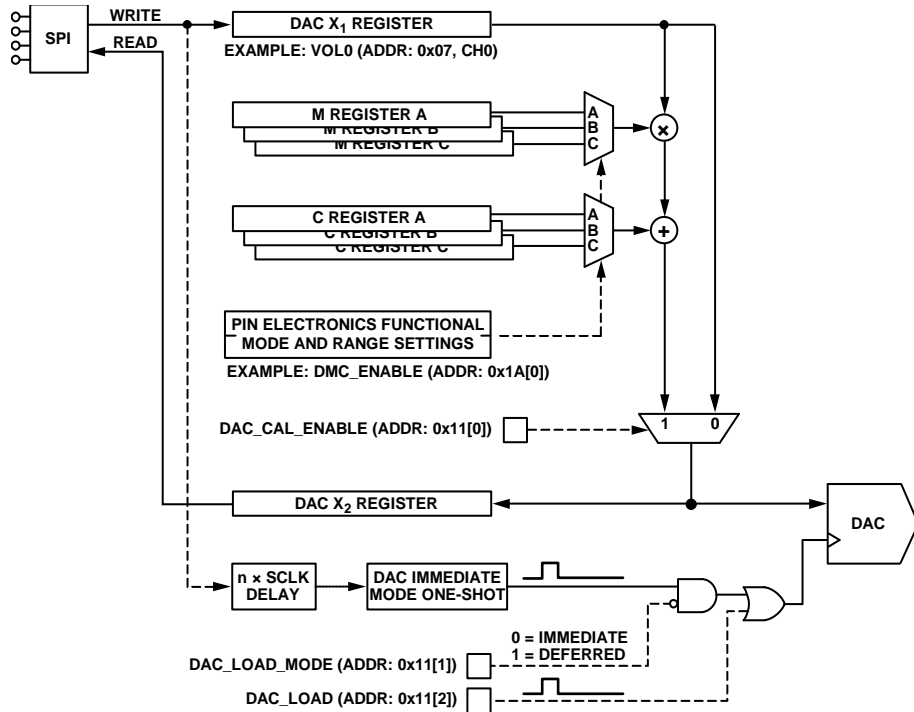 SPI
WRITE
READ
DAC X1 REGISTER
EXAMPLE: VOL0 (ADDR: 0x07, CH0)
M REGISTER A
M REGISTER B
M REGISTER C
A
B
C
×
C REGISTER A
C REGISTER B
C REGISTER C
A
B
C
+
PIN ELECTRONICS FUNCTIONAL
MODE AND RANGE SETTINGS
EXAMPLE: DMC_ENABLE (ADDR: 0x1A[0])
DAC_CAL_ENABLE (ADDR: 0x11[0])
1 0
DAC X2 REGISTER
DAC
n × SCLK
DELAY
DAC IMMEDIATE
MODE ONE-SHOT
0 = IMMEDIATE
1 = DEFERRED
DAC_LOAD_MODE (ADDR: 0x11[1])
DAC_LOAD (ADDR: 0x11[2])